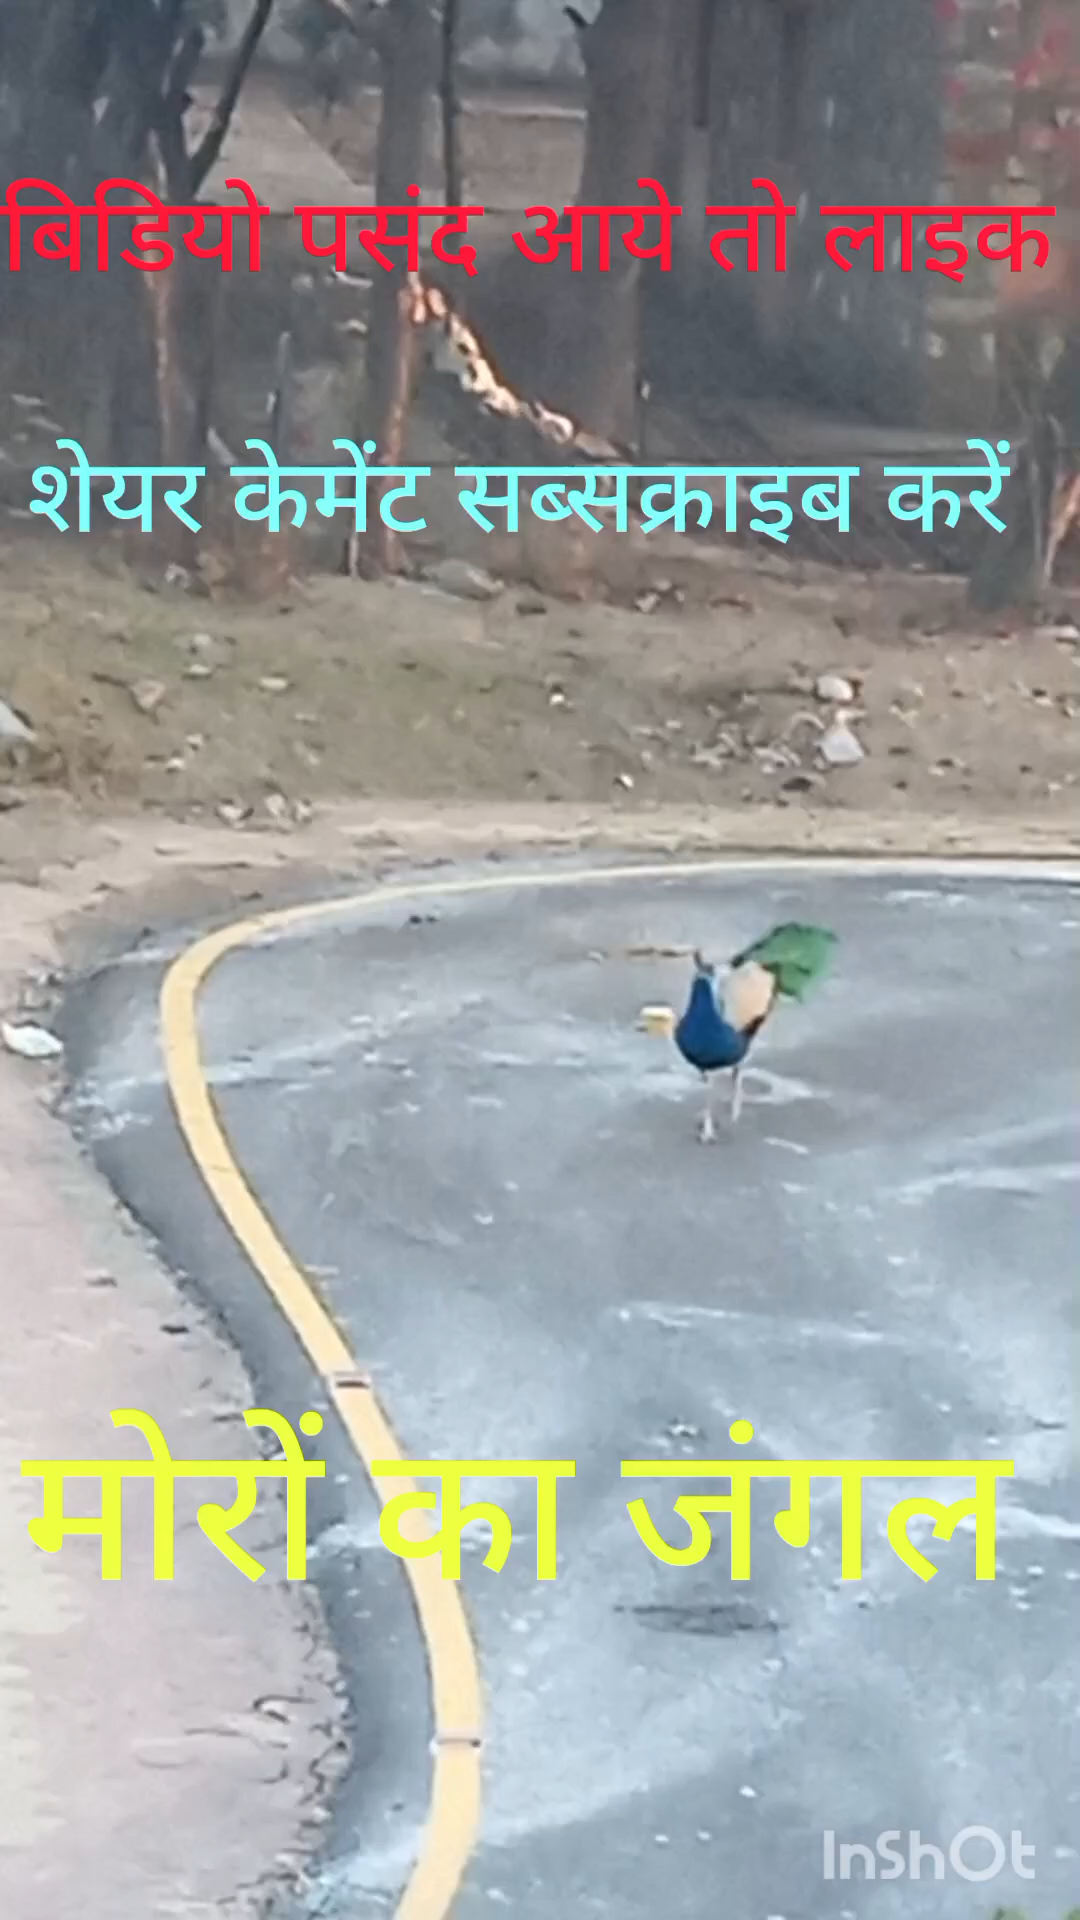 बिडियो पसंद आये तो लाइक
शेयर केमेंट सब्सक्राइब करें
मोरों का जंगल
InShOt